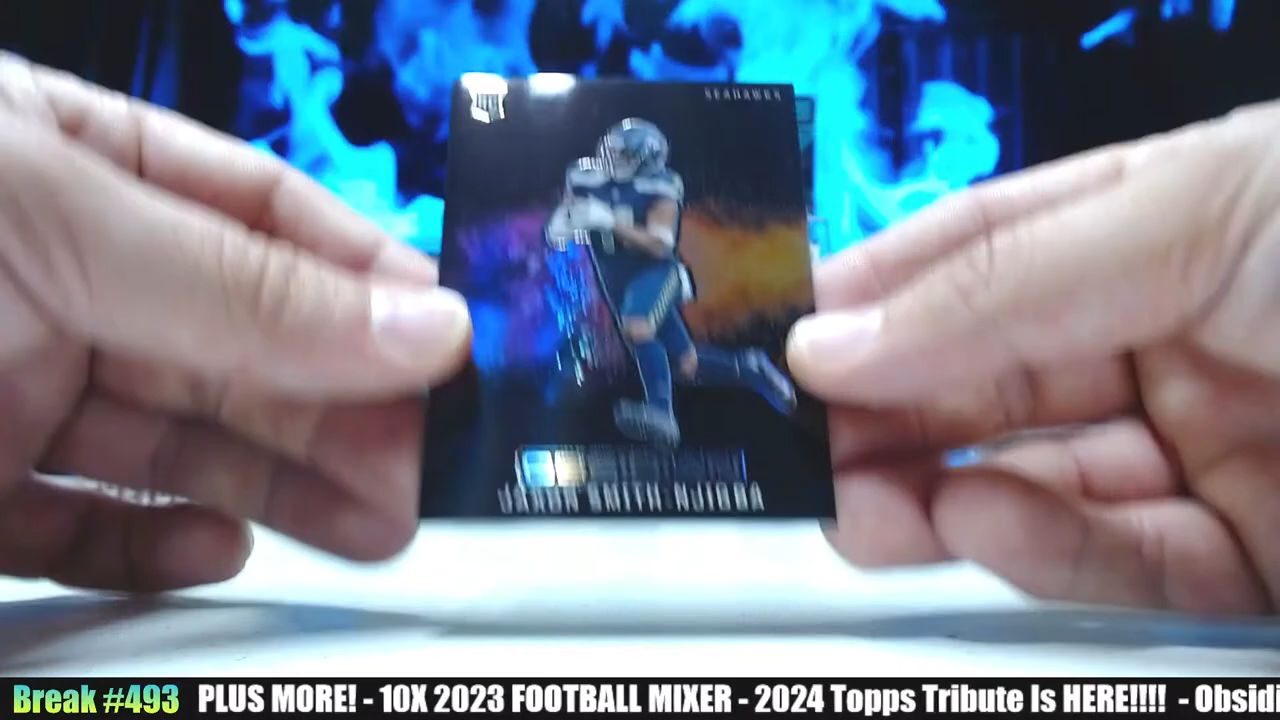 SEAHAWKS
JAXON SMITH-NJIGBA
Break #493 PLUS MORE! - 10X 2023 FOOTBALL MIXER - 2024 Topps Tribute Is HERE!!!! - Obsidi